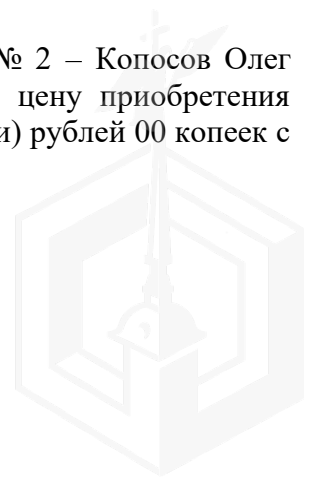 № 2 – Копосов Олег
цену приобретения
и) рублей 00 копеек с